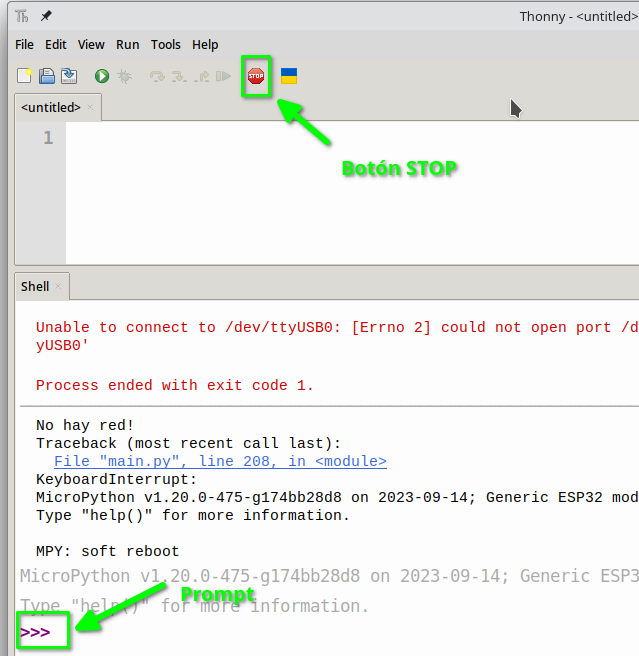 Th
Thonny - <untitled>
File Edit View Run Tools Help
STOP
<untitled> ×
1
Botón STOP
Shell ×
Unable to connect to /dev/ttyUSB0: [Errno 2] could not open port /d
yUSB0'
Process ended with exit code 1.
No hay red!
Traceback (most recent call last):
File "main.py", line 208, in <module>
KeyboardInterrupt:
MicroPython v1.20.0-475-g174bb28d8 on 2023-09-14; Generic ESP32 mod
Type "help()" for more information.
MPY: soft reboot
MicroPython v1.20.0-475-g174bb28d8 on 2023-09-14; Generic ESP3
Prompt
Type "help()" for more information.
>>>